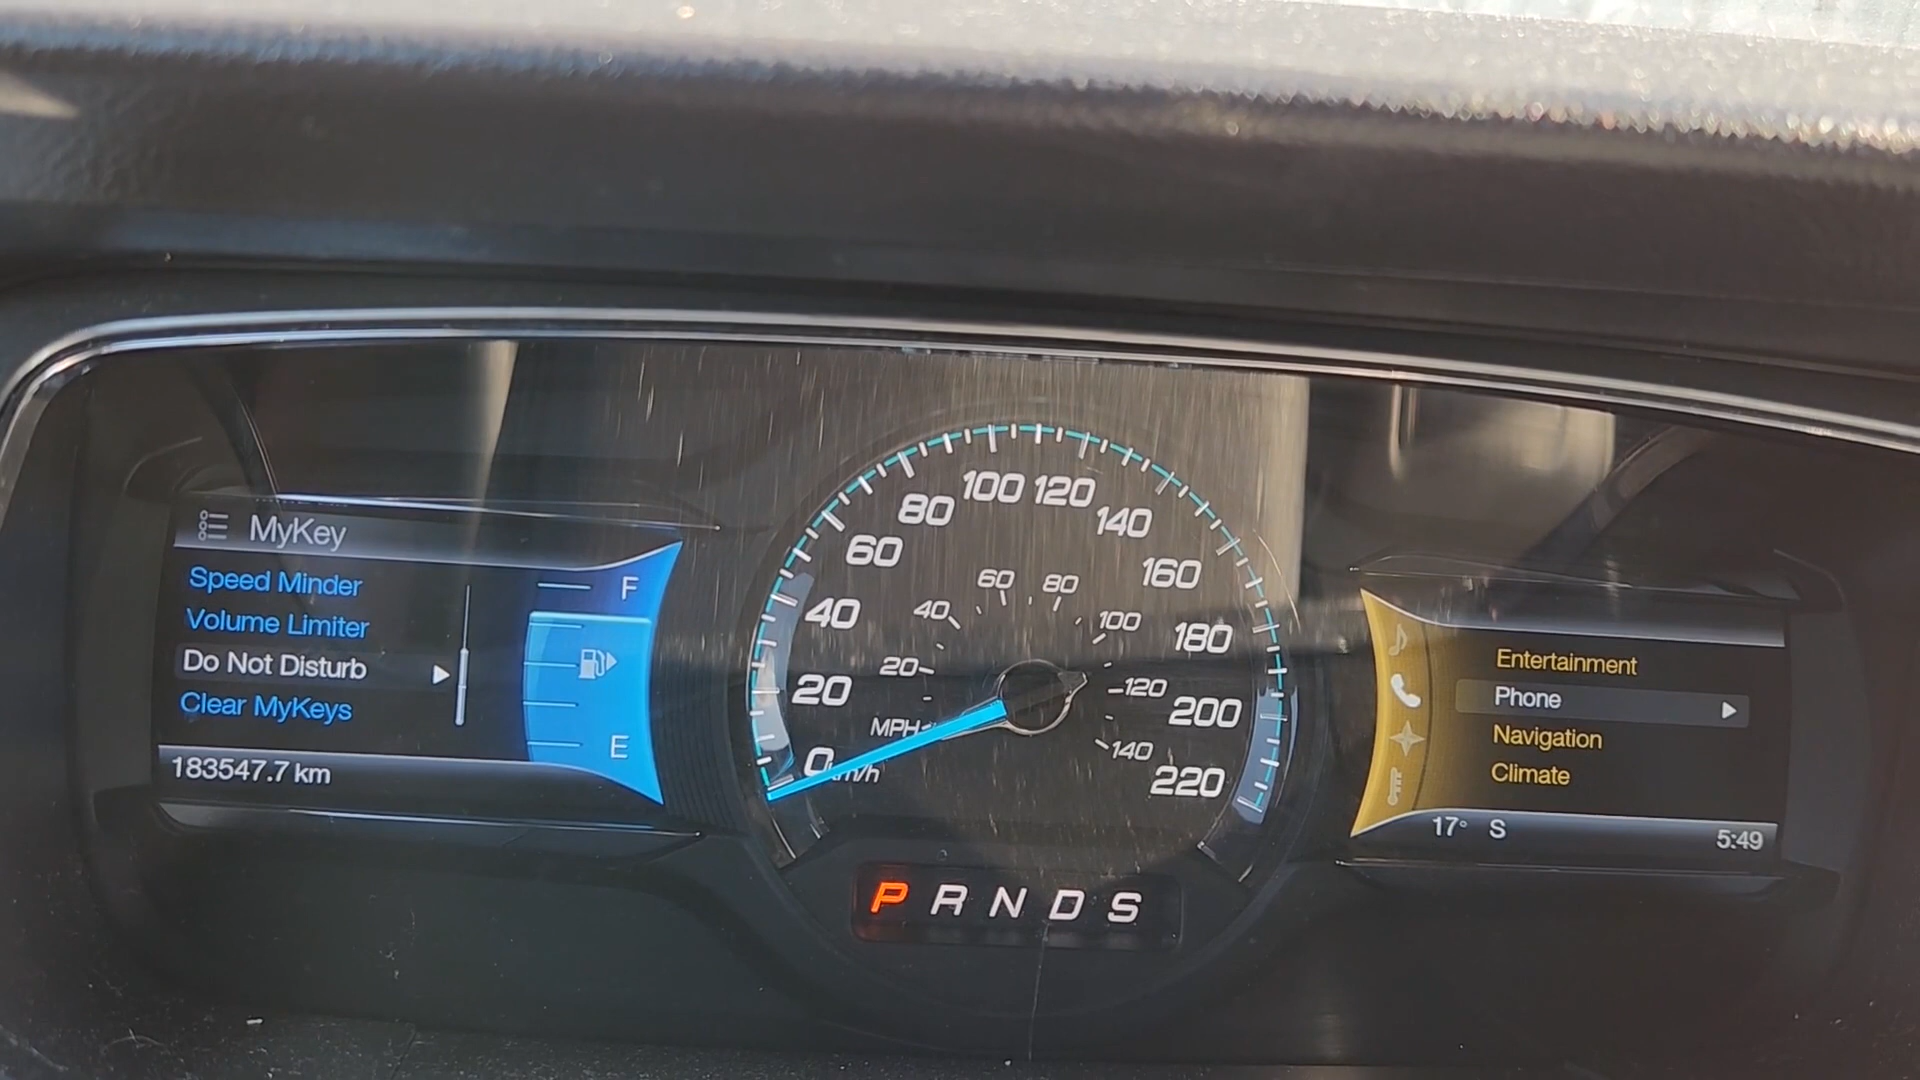 MyKey
Speed Minder
Volume Limiter
Do Not Disturb
Clear MyKeys
183547.7 km
F
E
0 20 40 60 80 100 120 140 160 180 200 220
20 40 60 80 100 120 140
MPH
km/h
P R N D S
Entertainment
Phone
Navigation
Climate
17° S
5:49